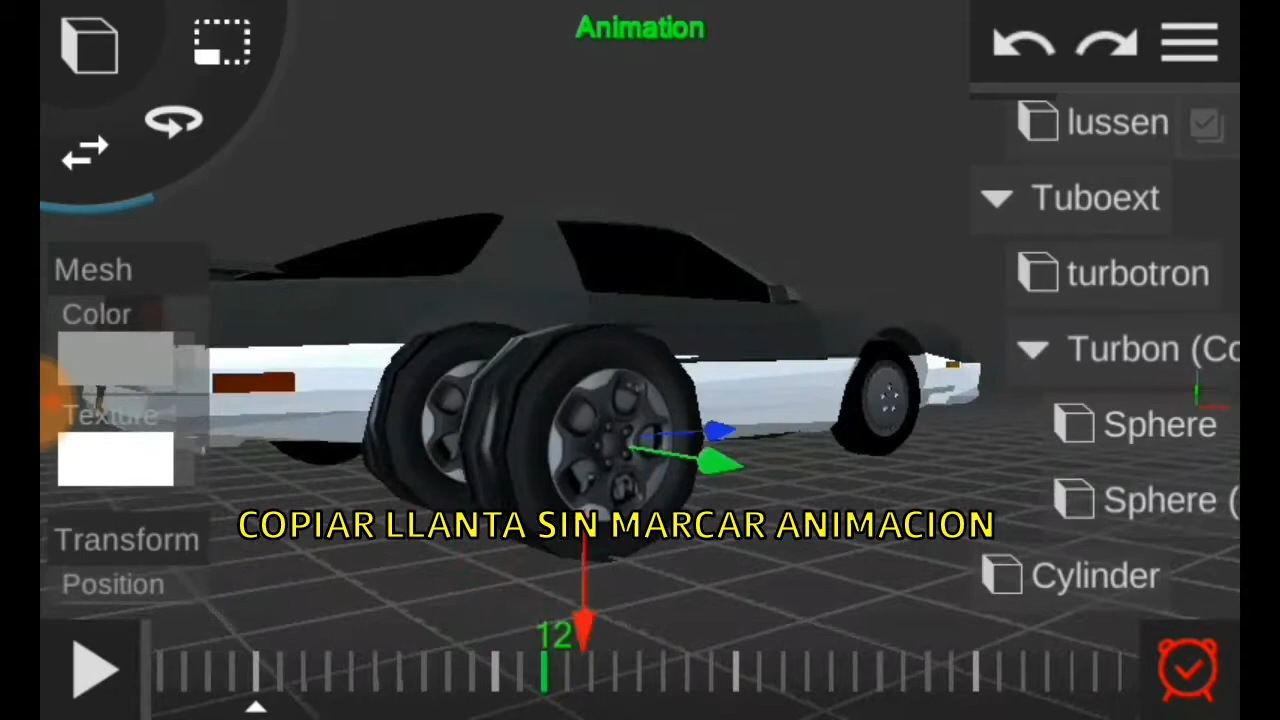 Animation
lussen
Tuboext
Mesh
turbotron
Color
Turbon (Co
Texture
Sphere
Sphere (
COPIAR LLANTA SIN MARCAR ANIMACION
Transform
Cylinder
Position
12